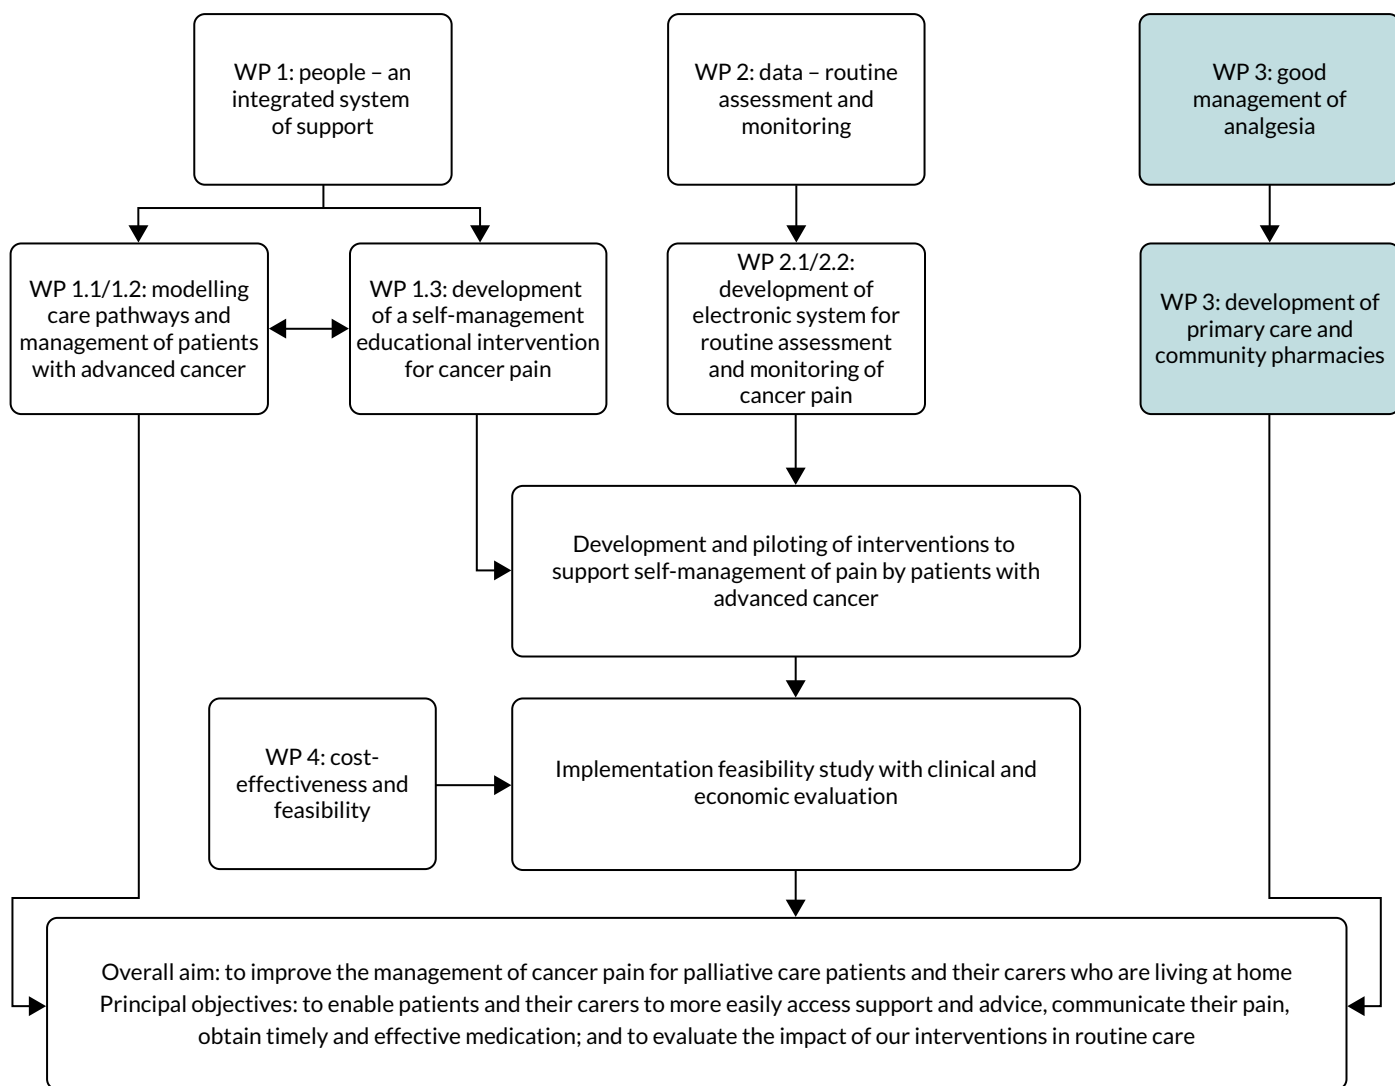 WP 1: people – an
integrated system
of support
WP 2: data – routine
assessment and
monitoring
WP 3: good
management of
analgesia
WP 1.1/1.2: modelling
care pathways and
management of patients
with advanced cancer
WP 1.3: development
of a self-management
educational intervention
for cancer pain
WP 2.1/2.2:
development of
electronic system for
routine assessment
and monitoring of
cancer pain
WP 3: development of
primary care and
community pharmacies
Development and piloting of interventions to
support self-management of pain by patients with
advanced cancer
WP 4: cost-
effectiveness and
feasibility
Implementation feasibility study with clinical and
economic evaluation
Overall aim: to improve the management of cancer pain for palliative care patients and their carers who are living at home
Principal objectives: to enable patients and their carers to more easily access support and advice, communicate their pain,
obtain timely and effective medication; and to evaluate the impact of our interventions in routine care